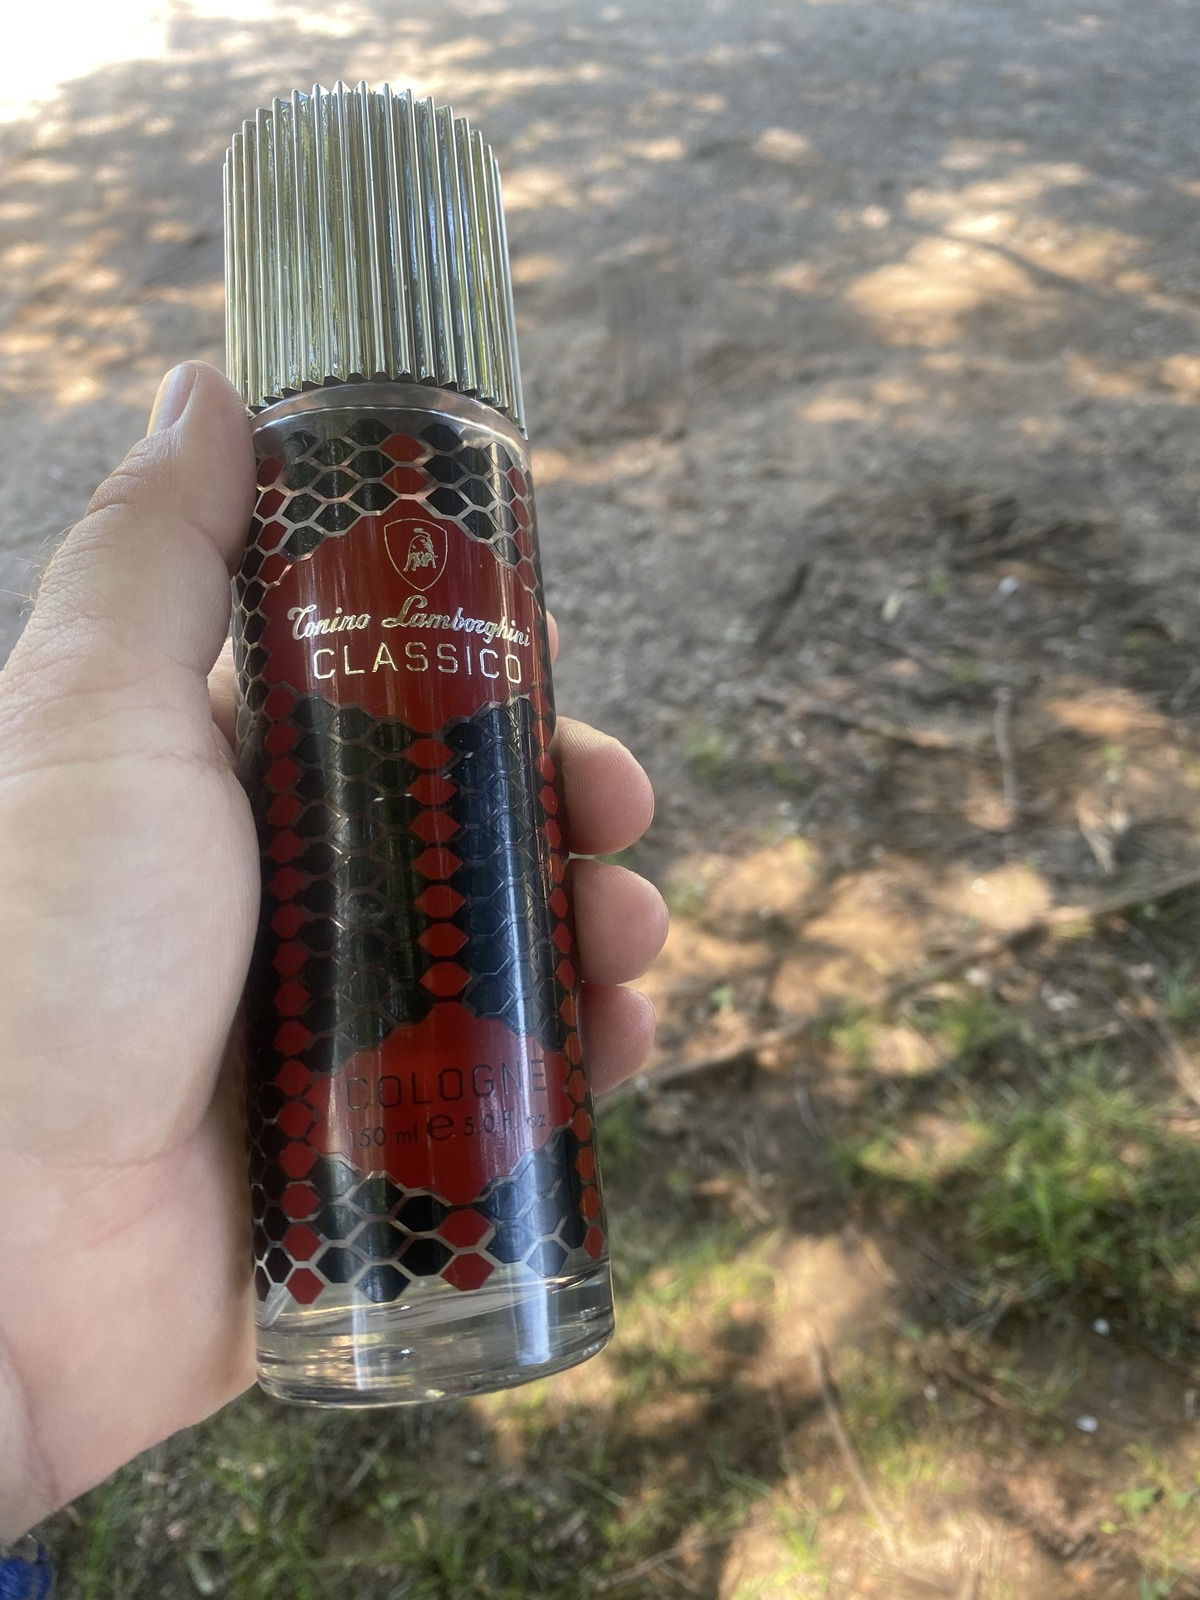 Tonino Lamborghini
CLASSICO
COLOGNE
150 ml e 5.0 fl. oz